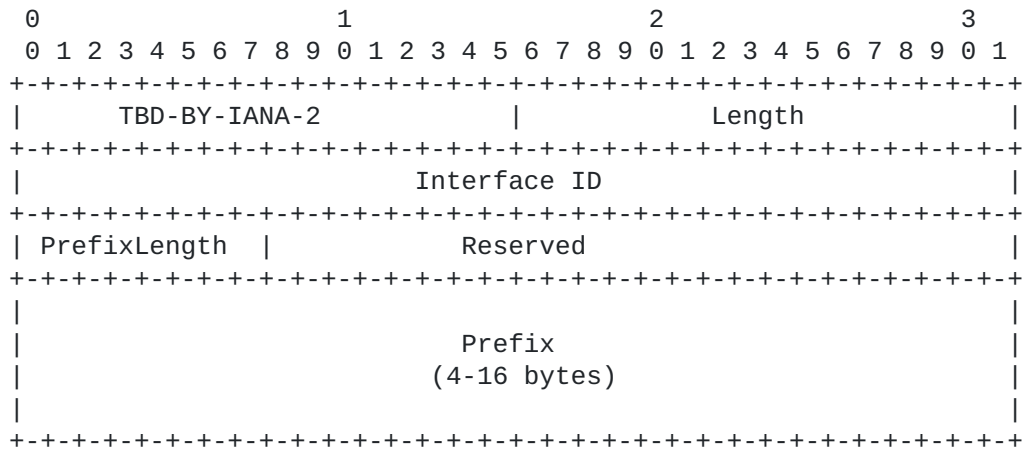 0                   1                   2                   3
 0 1 2 3 4 5 6 7 8 9 0 1 2 3 4 5 6 7 8 9 0 1 2 3 4 5 6 7 8 9 0 1
+-+-+-+-+-+-+-+-+-+-+-+-+-+-+-+-+-+-+-+-+-+-+-+-+-+-+-+-+-+-+-+-+
|      TBD-BY-IANA-2            |            Length             |
+-+-+-+-+-+-+-+-+-+-+-+-+-+-+-+-+-+-+-+-+-+-+-+-+-+-+-+-+-+-+-+-+
|                         Interface ID                          |
+-+-+-+-+-+-+-+-+-+-+-+-+-+-+-+-+-+-+-+-+-+-+-+-+-+-+-+-+-+-+-+-+
| PrefixLength  |            Reserved                           |
+-+-+-+-+-+-+-+-+-+-+-+-+-+-+-+-+-+-+-+-+-+-+-+-+-+-+-+-+-+-+-+-+
|                                                               |
|                            Prefix                             |
|                          (4-16 bytes)                         |
|                                                               |
+-+-+-+-+-+-+-+-+-+-+-+-+-+-+-+-+-+-+-+-+-+-+-+-+-+-+-+-+-+-+-+-+